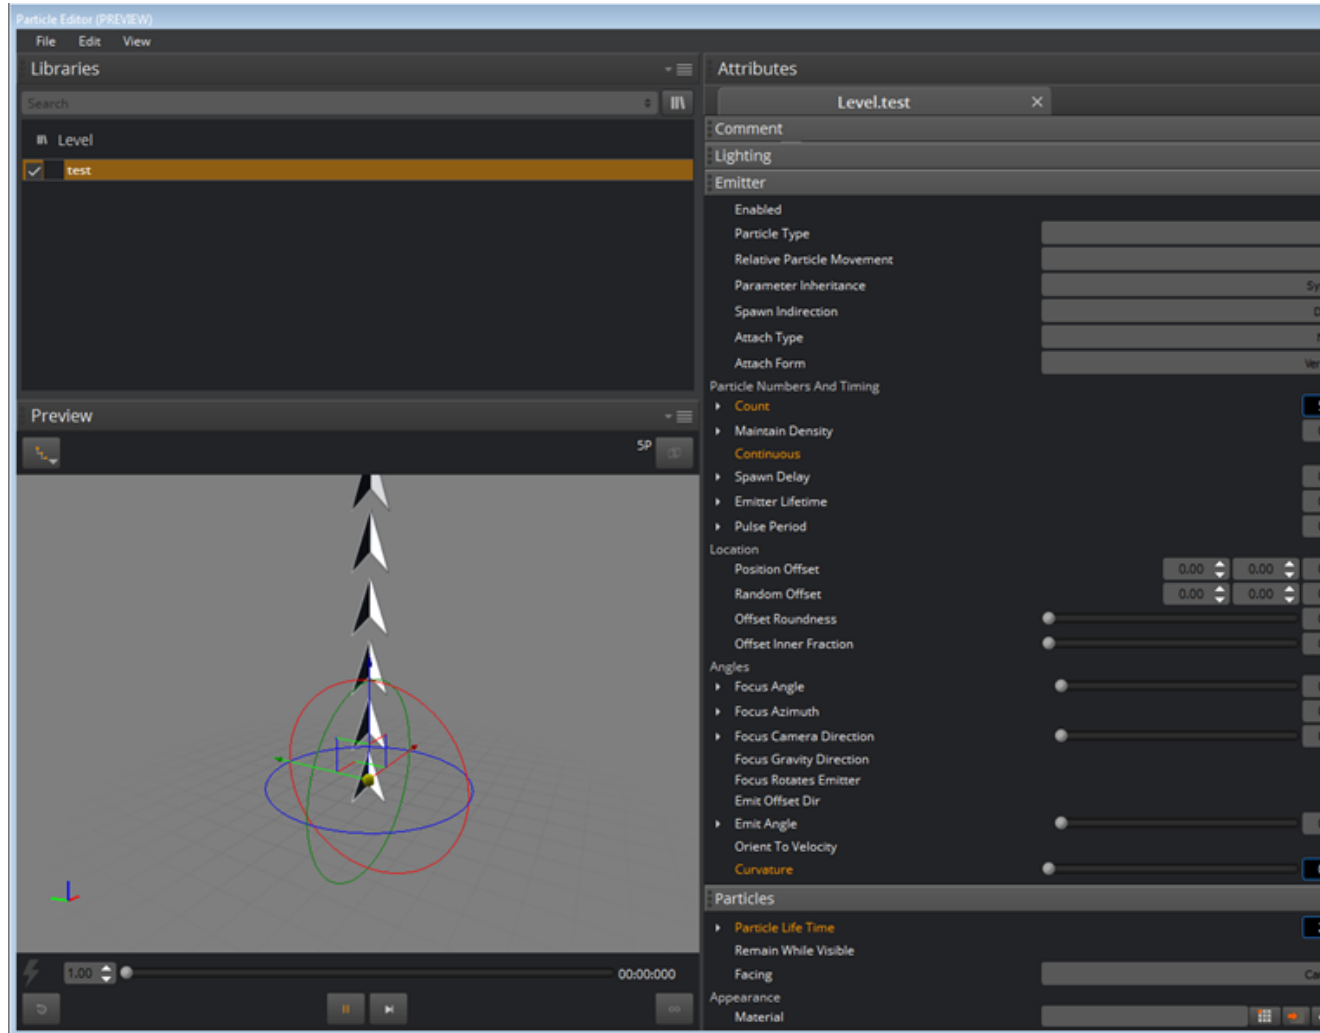 Particle Editor (PREVIEW)
File Edit View
Libraries
Search
Level
test
Preview
5P
1.00
00:00:000
Attributes
Level.test
Comment
Lighting
Emitter
Enabled
Particle Type
Relative Particle Movement
Parameter Inheritance Sy
Spawn Indirection D
Attach Type
Attach Form Ver
Particle Numbers And Timing
Count
Maintain Density
Continuous
Spawn Delay
Emitter Lifetime
Pulse Period
Location
Position Offset 0.00 0.00
Random Offset 0.00 0.00
Offset Roundness
Offset Inner Fraction
Angles
Focus Angle
Focus Azimuth
Focus Camera Direction
Focus Gravity Direction
Focus Rotates Emitter
Emit Offset Dir
Emit Angle
Orient To Velocity
Curvature
Particles
Particle Life Time
Remain While Visible
Facing Ca
Appearance
Material